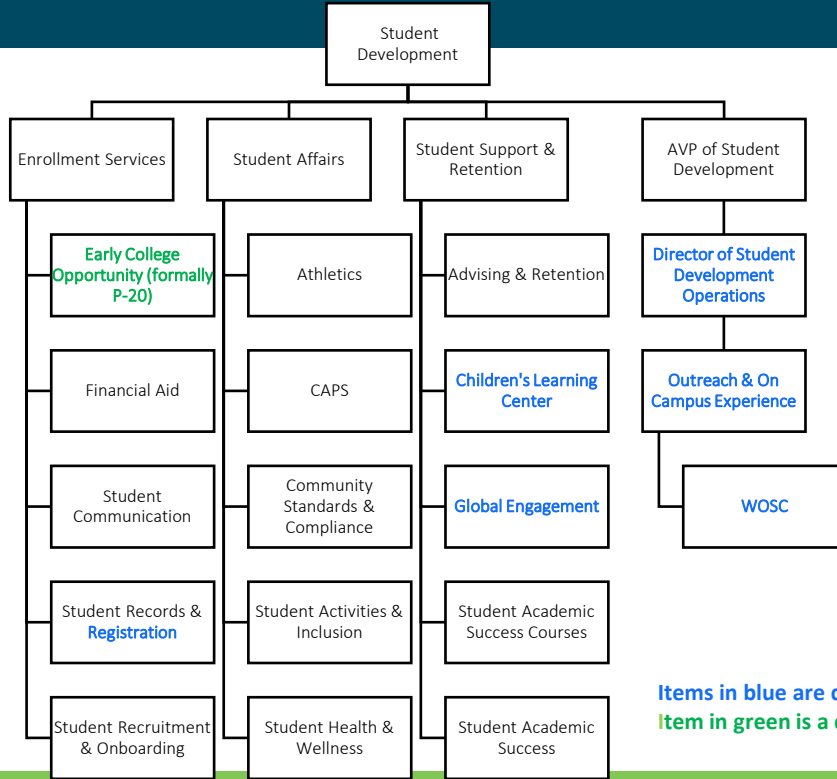 Student
Development
Enrollment Services
Student Affairs
Student Support &
Retention
AVP of Student
Development
Early College
Opportunity (formally
P-20)
Financial Aid
Student
Communication
Student Records &
Registration
Student Recruitment
& Onboarding
Athletics
CAPS
Community
Standards &
Compliance
Student Activities &
Inclusion
Student Health &
Wellness
Advising & Retention
Children's Learning
Center
Global Engagement
Student Academic
Success Courses
Student Academic
Success
Director of Student
Development
Operations
Outreach & On
Campus Experience
WOSC
Items in blue are
Item in green is a